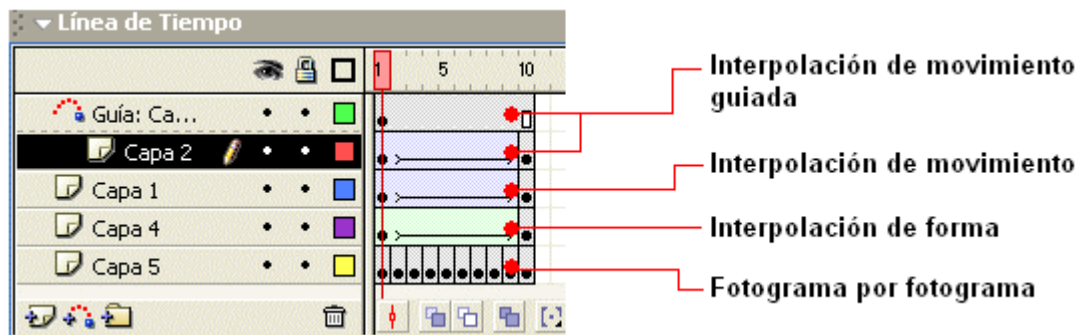 Línea de Tiempo
1 5 10
Guía: Ca...
Capa 2
Capa 1
Capa 4
Capa 5
Interpolación de movimiento
guiada
Interpolación de movimiento
Interpolación de forma
Fotograma por fotograma